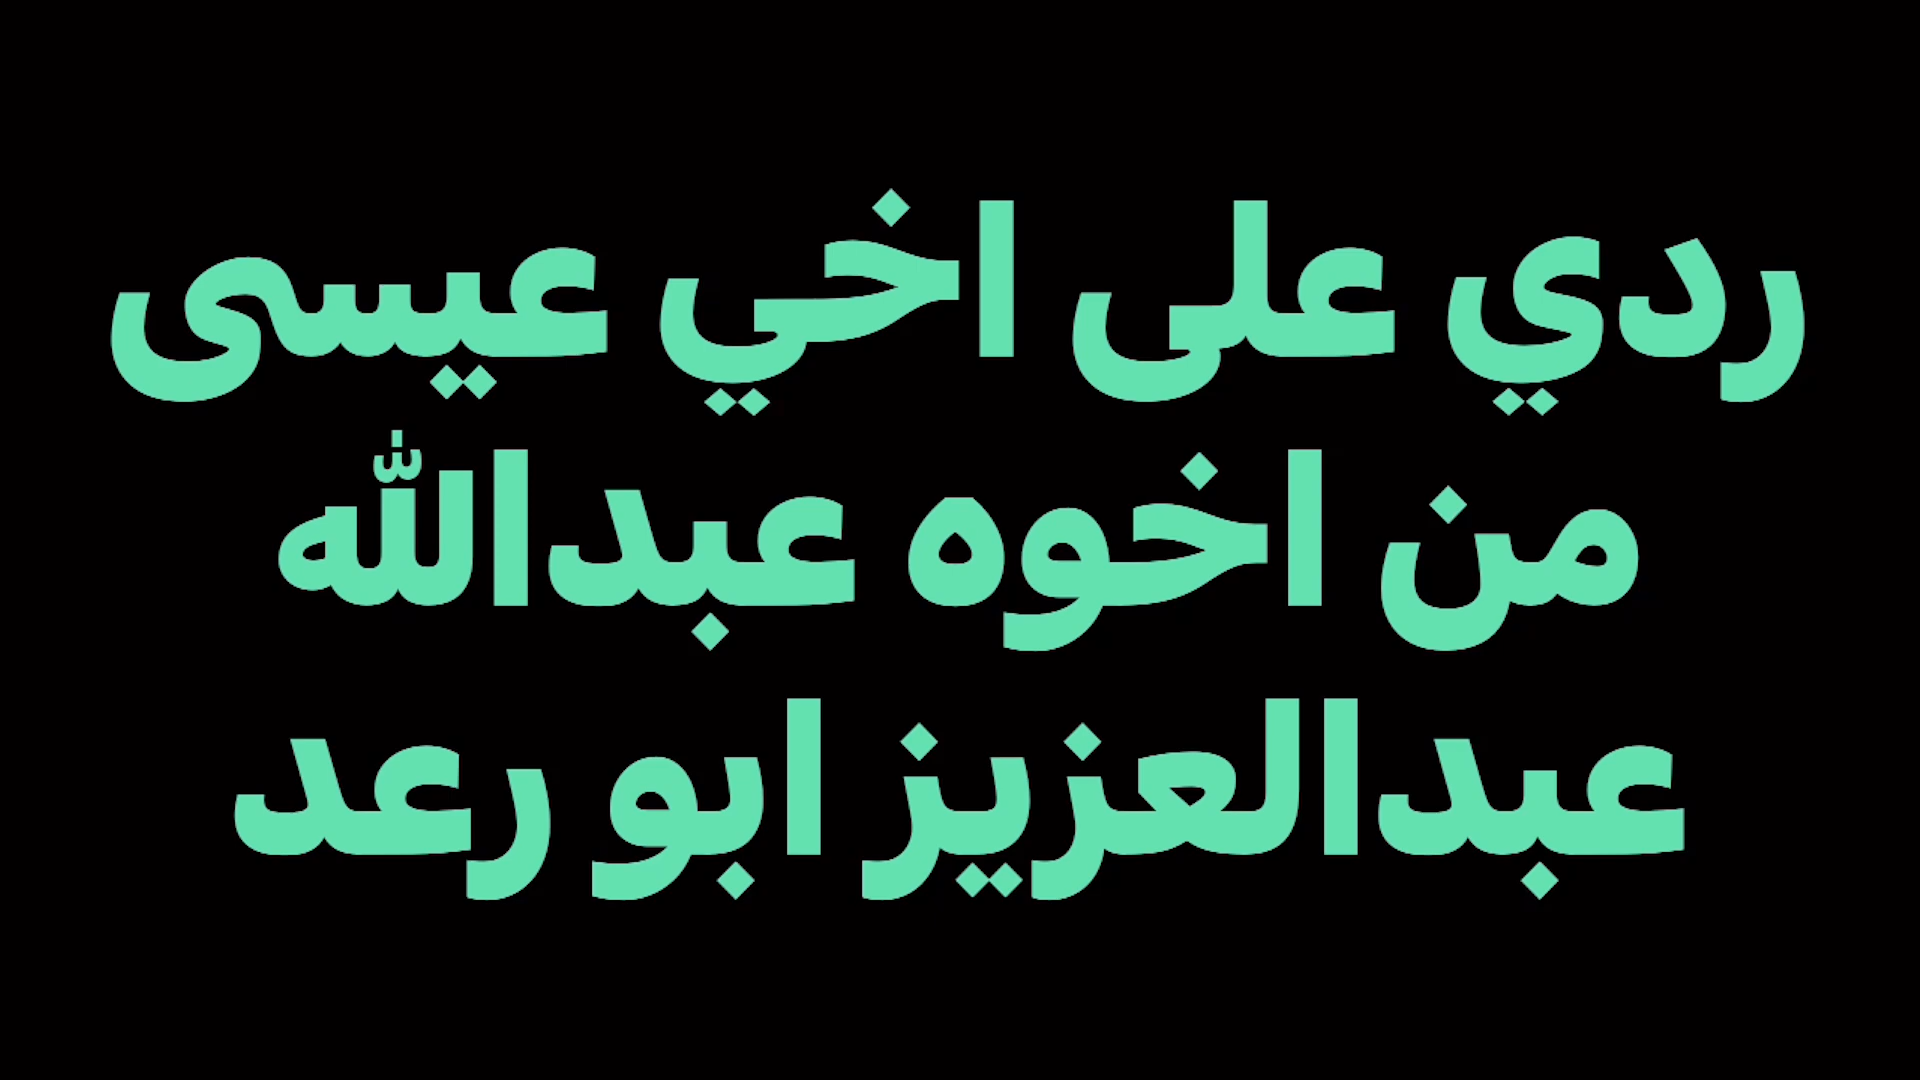 ردي على اخي عيسى
من اخوه عبدالله
عبدالعزيز ابو رعد